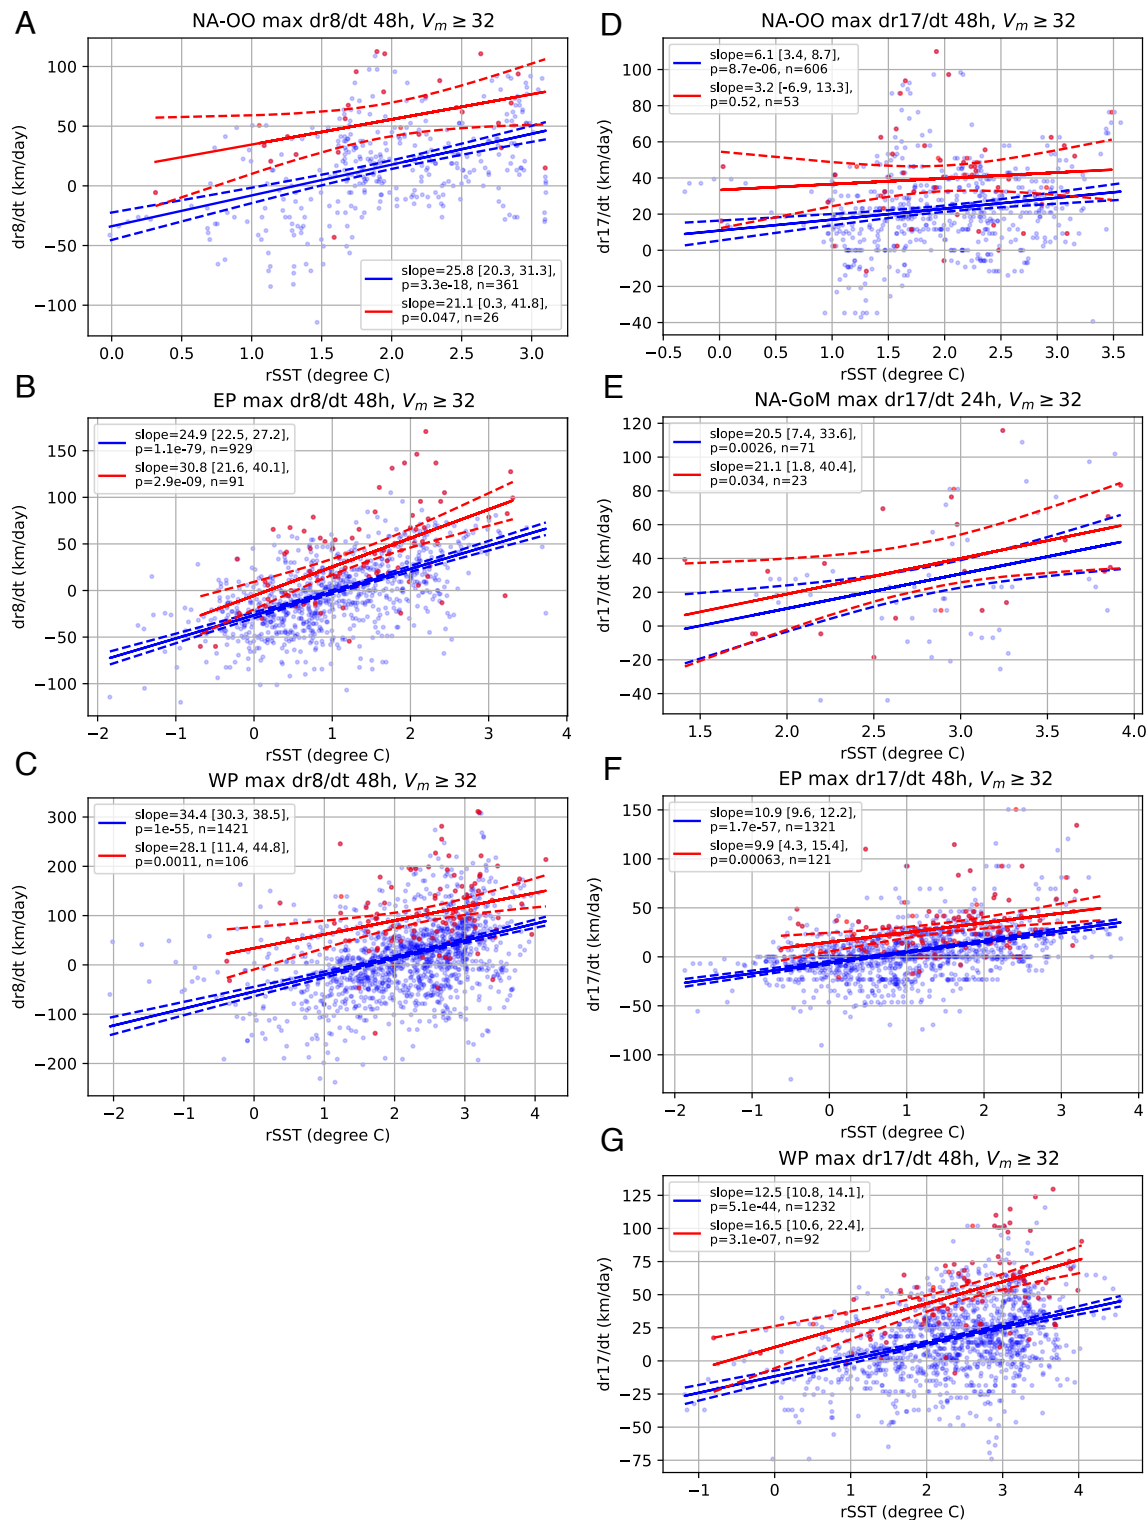 A
NA-OO max dr8/dt 48h, Vm ≥ 32
100
50
0
−50
−100
dr8/dt (km/day)
slope=25.8 [20.3, 31.3],
p=3.3e-18, n=361
slope=21.1 [0.3, 41.8],
p=0.047, n=26
0.0 0.5 1.0 1.5 2.0 2.5 3.0
rSST (degree C)
B
EP max dr8/dt 48h, Vm ≥ 32
slope=24.9 [22.5, 27.2],
p=1.1e-79, n=929
slope=30.8 [21.6, 40.1],
p=2.9e-09, n=91
150
100
50
0
−50
−100
dr8/dt (km/day)
−2 −1 0 1 2 3 4
rSST (degree C)
C
WP max dr8/dt 48h, Vm ≥ 32
slope=34.4 [30.3, 38.5],
p=1e-55, n=1421
slope=28.1 [11.4, 44.8],
p=0.0011, n=106
300
200
100
0
−100
−200
dr8/dt (km/day)
−2 −1 0 1 2 3 4
rSST (degree C)
D
NA-OO max dr17/dt 48h, Vm ≥ 32
slope=6.1 [3.4, 8.7],
p=8.7e-06, n=606
slope=3.2 [-6.9, 13.3],
p=0.52, n=53
100
80
60
40
20
0
−20
−40
dr17/dt (km/day)
−0.5 0.0 0.5 1.0 1.5 2.0 2.5 3.0 3.5
rSST (degree C)
E
NA-GoM max dr17/dt 24h, Vm ≥ 32
slope=20.5 [7.4, 33.6],
p=0.0026, n=71
slope=21.1 [1.8, 40.4],
p=0.034, n=23
120
100
80
60
40
20
0
−20
−40
dr17/dt (km/day)
1.5 2.0 2.5 3.0 3.5 4.0
rSST (degree C)
F
EP max dr17/dt 48h, Vm ≥ 32
slope=10.9 [9.6, 12.2],
p=1.7e-57, n=1321
slope=9.9 [4.3, 15.4],
p=0.00063, n=121
150
100
50
0
−50
−100
dr17/dt (km/day)
−2 −1 0 1 2 3 4
rSST (degree C)
G
WP max dr17/dt 48h, Vm ≥ 32
slope=12.5 [10.8, 14.1],
p=5.1e-44, n=1232
slope=16.5 [10.6, 22.4],
p=3.1e-07, n=92
125
100
75
50
25
0
−25
−50
−75
dr17/dt (km/day)
−1 0 1 2 3 4
rSST (degree C)